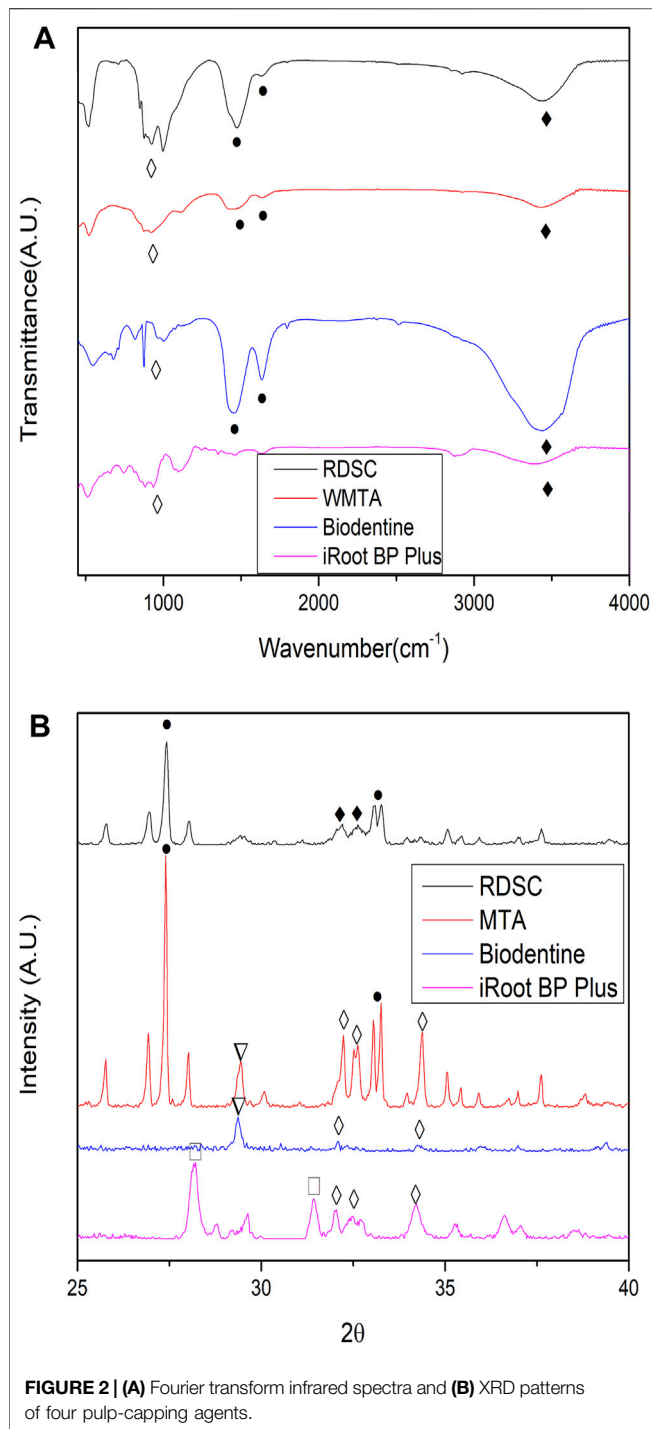 A
Transmittance(A.U.)
RDSC
WMTA
Biodentine
iRoot BP Plus
1000 2000 3000 4000
Wavenumber(cm⁻¹)
B
Intensity (A.U.)
RDSC
MTA
Biodentine
iRoot BP Plus
25 30 35 40
2θ
FIGURE 2 | (A) Fourier transform infrared spectra and (B) XRD patterns
of four pulp-capping agents.